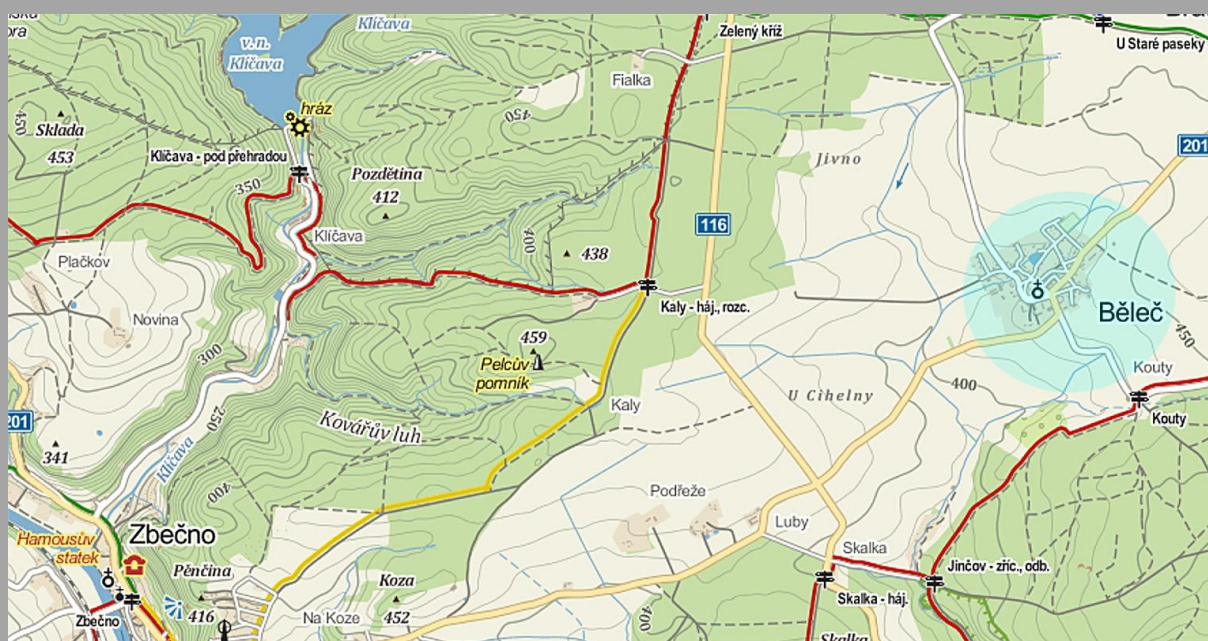 Klíčava
Zelený kříž
U Staré paseky
v.n.
Klíčava
Fialka
hráz
450
450
Sklada
453
201
Jivno
Klíčava - pod přehradou
Pozdětina
412
350
116
Klíčava
400
438
Plačkov
Kaly - háj., rozc.
Běleč
Novina
459
450
300
Pelcův
pomník
Kouty
400
U Cihelny
Kaly
Kouty
201
250
Kovářův luh
341
Klíčava
400
Podřeže
Luby
Zbečno
Hamousův
statek
Skalka
Jinčov - zříc., odb.
Pěnčina
416
Koza
452
Skalka - háj.
Na Koze
400
Zbečno
Skalka